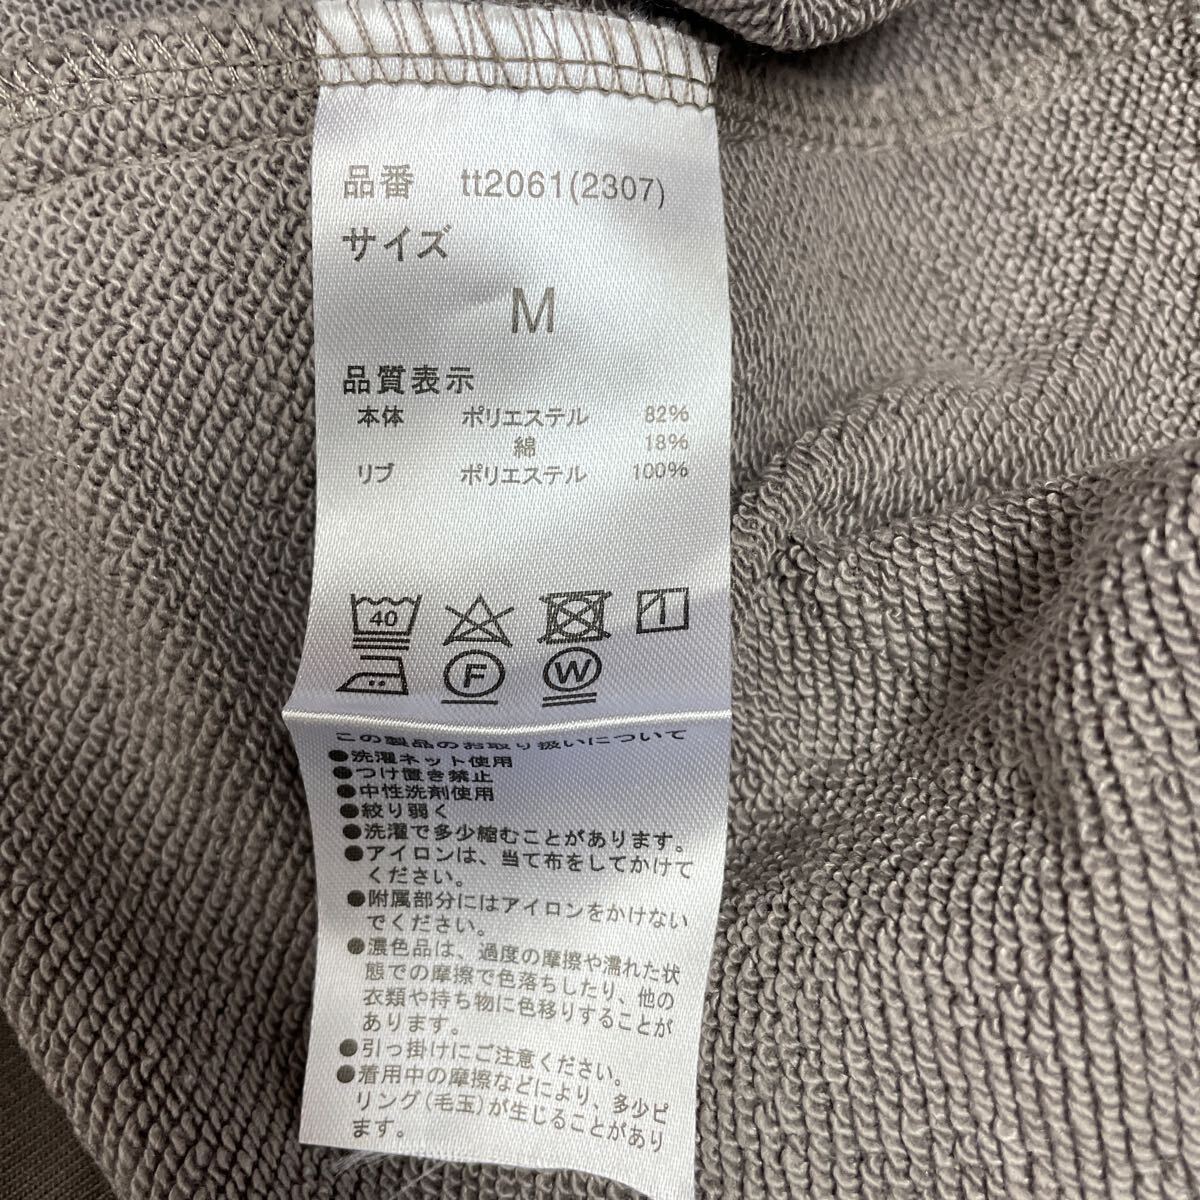 品番 tt2061(2307)
サイズ
M
品質表示
本体 ポリエステル 82%
綿 18%
リブ ポリエステル 100%
40
F W
この製品のお取り扱いについて
●洗濯ネット使用
●つけ置き禁止
●中性洗剤使用
●絞り弱く
●洗濯で多少縮むことがあります。
●アイロンは、当て布をしてかけて
ください。
●附属部分にはアイロンをかけない
でください。
●濃色品は、過度の摩擦や濡れた状
態での摩擦で色落ちしたり、他の
衣類や持ち物に色移りすることが
あります。
●引っ掛けにご注意ください。
●着用中の摩擦などにより、多少ピ
リング(毛玉)が生じることがあり
ます。